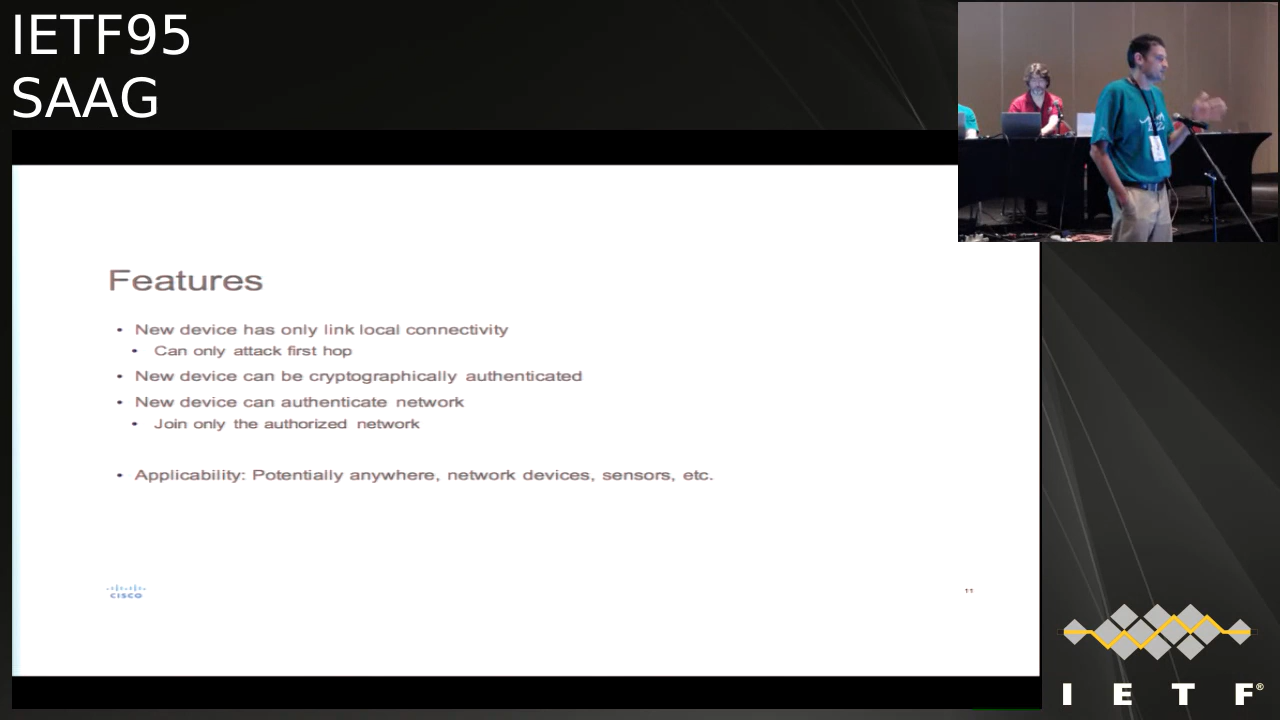 IETF95
SAAG
Features
• New device has only link local connectivity
• Can only attack first hop
• New device can be cryptographically authenticated
• New device can authenticate network
• Join only the authorized network
• Applicability: Potentially anywhere, network devices, sensors, etc.
CISCO
11
I E T F®